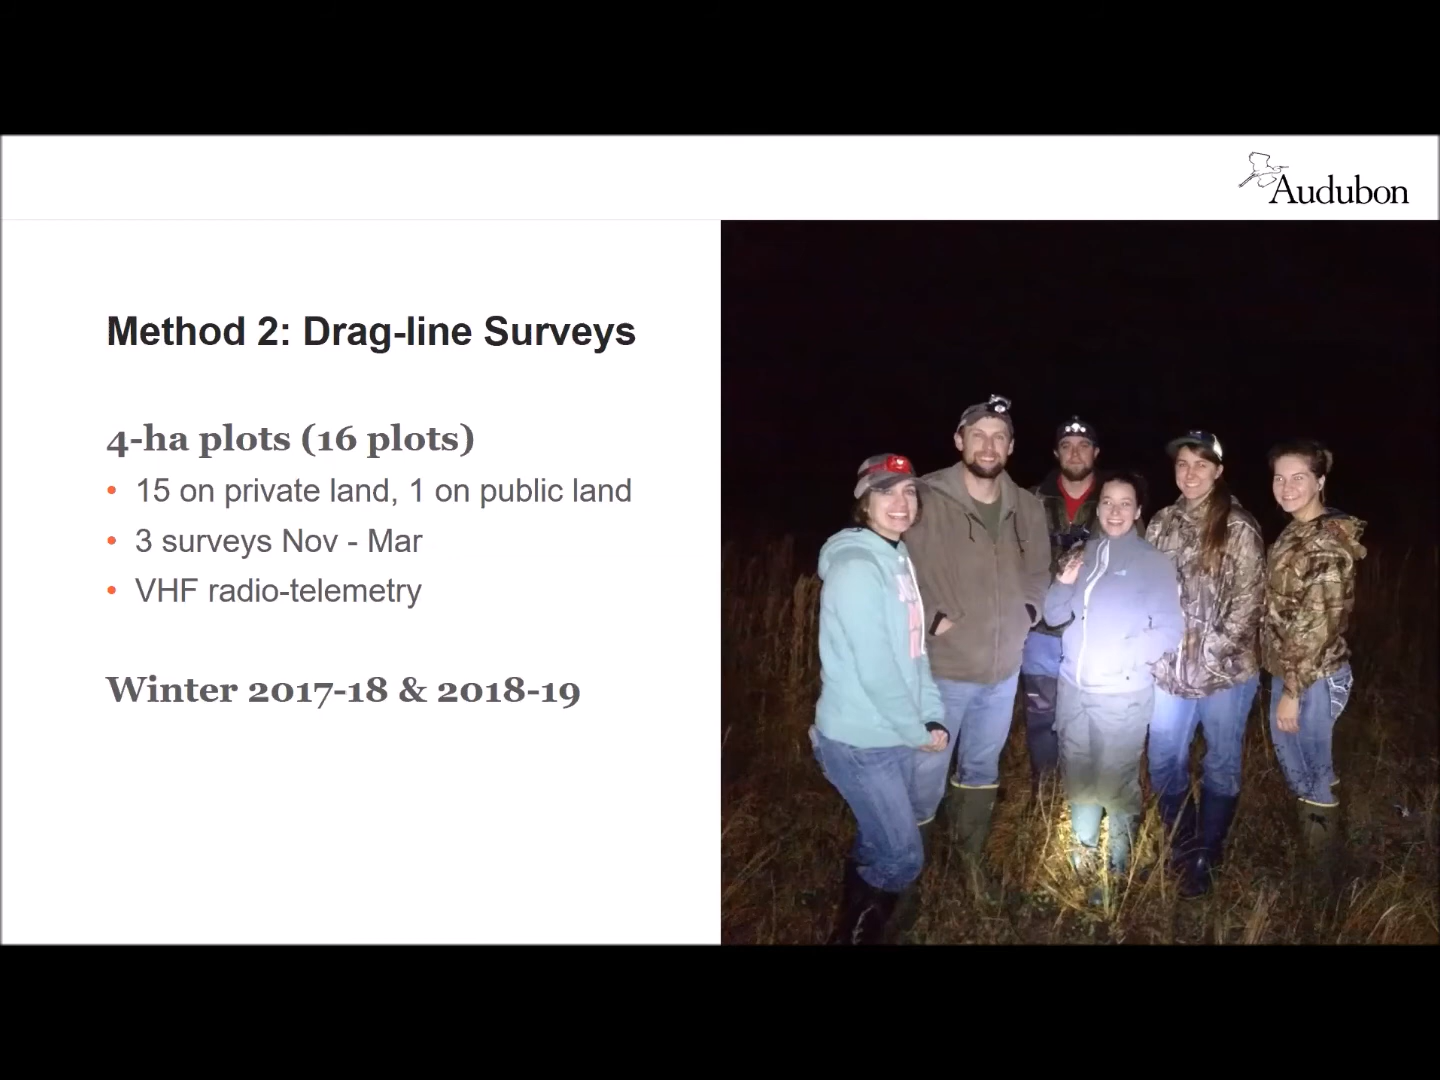 Audubon
Method 2: Drag-line Surveys
4-ha plots (16 plots)
• 15 on private land, 1 on public land
• 3 surveys Nov - Mar
• VHF radio-telemetry
Winter 2017-18 & 2018-19